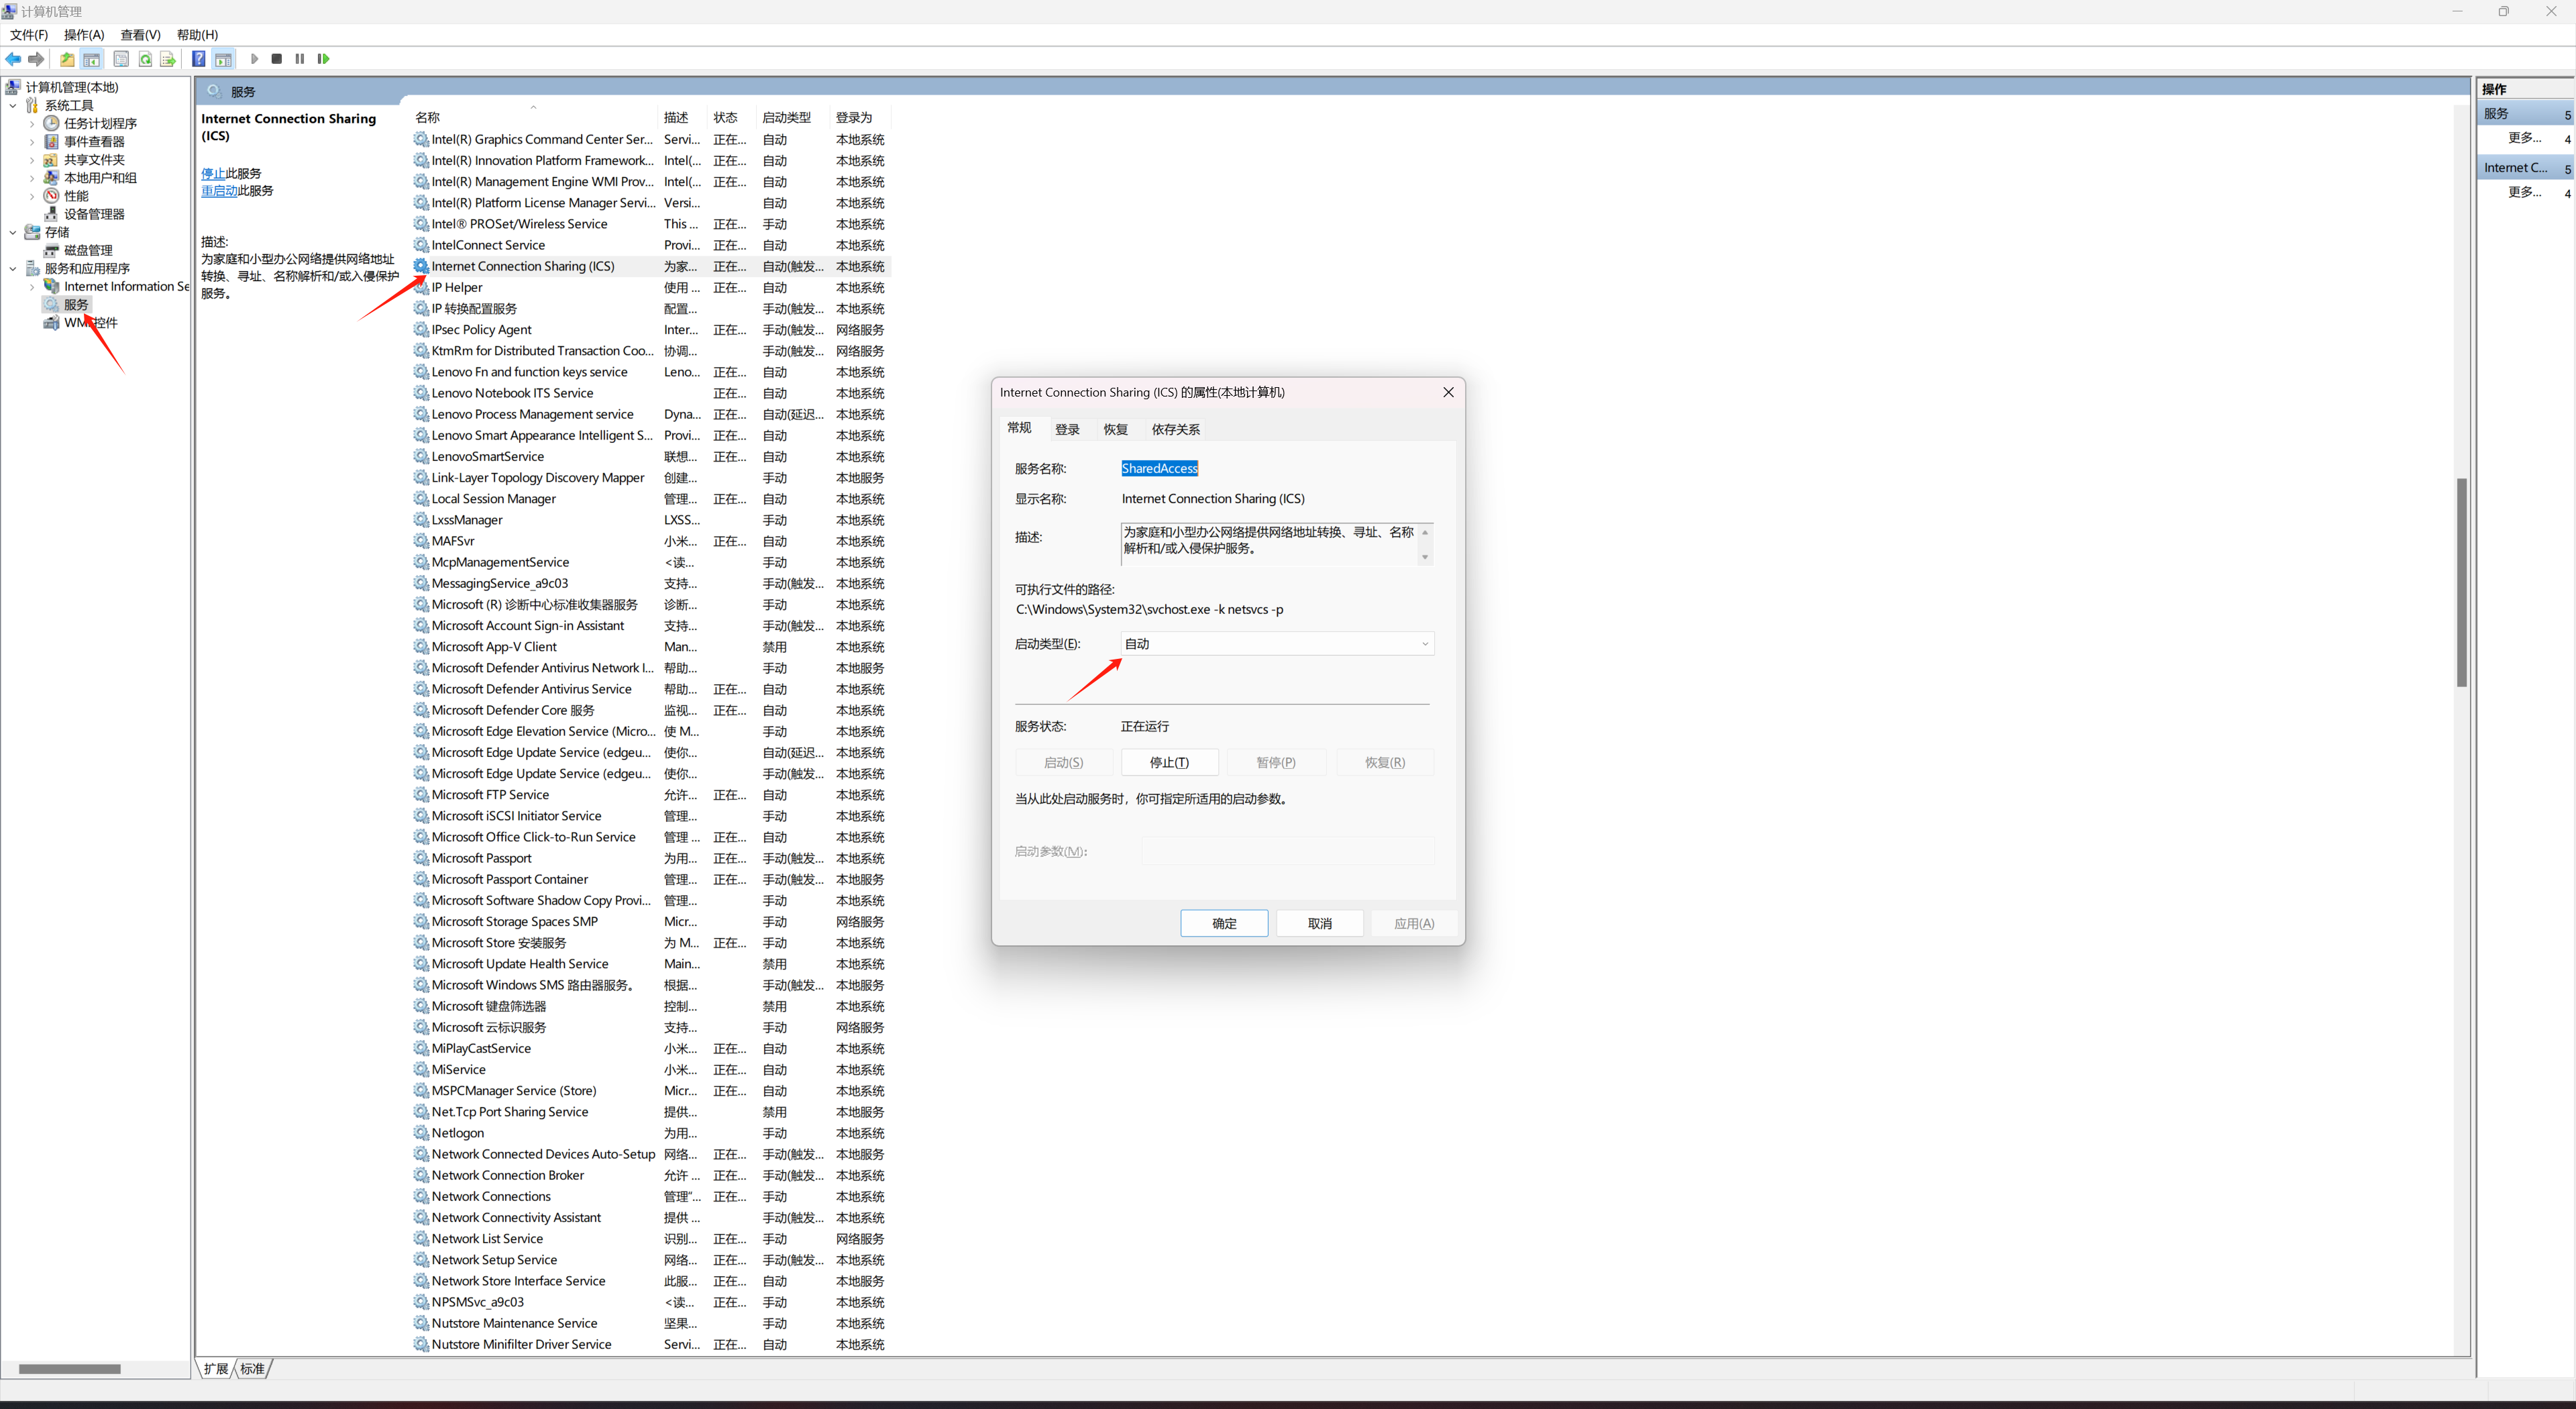 计算机管理
文件(F) 操作(A) 查看(V) 帮助(H)
计算机管理(本地)
系统工具
任务计划程序
事件查看器
共享文件夹
本地用户和组
性能
设备管理器
存储
磁盘管理
服务和应用程序
Internet Information Se
服务
WMI控件
服务
Internet Connection Sharing
(ICS)
停止此服务
重启动此服务
描述:
为家庭和小型办公网络提供网络地址
转换、寻址、名称解析和/或入侵保护
服务。
名称 描述 状态 启动类型 登录为
Intel(R) Graphics Command Center Ser... Servi... 正在... 自动 本地系统
Intel(R) Innovation Platform Framework... Intel(... 正在... 自动 本地系统
Intel(R) Management Engine WMI Prov... Intel(... 正在... 自动 本地系统
Intel(R) Platform License Manager Servi... Versi... 自动 本地系统
Intel® PROSet/Wireless Service This ... 正在... 手动 本地系统
IntelConnect Service Provi... 正在... 自动 本地系统
Internet Connection Sharing (ICS) 为家... 正在... 自动(触发... 本地系统
IP Helper 使用 ... 正在... 自动 本地系统
IP 转换配置服务 配置... 手动(触发... 本地系统
IPsec Policy Agent Inter... 正在... 手动(触发... 网络服务
KtmRm for Distributed Transaction Coo... 协调... 手动(触发... 网络服务
Lenovo Fn and function keys service Leno... 正在... 自动 本地系统
Lenovo Notebook ITS Service 正在... 自动 本地系统
Lenovo Process Management service Dyna... 正在... 自动(延迟... 本地系统
Lenovo Smart Appearance Intelligent S... Provi... 正在... 自动 本地系统
LenovoSmartService 联想... 正在... 自动 本地系统
Link-Layer Topology Discovery Mapper 创建... 手动 本地服务
Local Session Manager 管理... 正在... 自动 本地系统
LxssManager LXSS... 手动 本地系统
MAFSvr 小米... 正在... 自动 本地系统
McpManagementService <读... 手动 本地系统
MessagingService_a9c03 支持... 手动(触发... 本地系统
Microsoft (R) 诊断中心标准收集器服务 诊断... 手动 本地系统
Microsoft Account Sign-in Assistant 支持... 手动(触发... 本地系统
Microsoft App-V Client Man... 禁用 本地系统
Microsoft Defender Antivirus Network I... 帮助... 手动 本地服务
Microsoft Defender Antivirus Service 帮助... 正在... 自动 本地系统
Microsoft Defender Core 服务 监视... 正在... 自动 本地系统
Microsoft Edge Elevation Service (Micro... 使 M... 手动 本地系统
Microsoft Edge Update Service (edgeu... 使你... 自动(延迟... 本地系统
Microsoft Edge Update Service (edgeu... 使你... 手动(触发... 本地系统
Microsoft FTP Service 允许... 正在... 自动 本地系统
Microsoft iSCSI Initiator Service 管理... 手动 本地系统
Microsoft Office Click-to-Run Service 管理 ... 正在... 自动 本地系统
Microsoft Passport 为用... 正在... 手动(触发... 本地系统
Microsoft Passport Container 管理... 正在... 手动(触发... 本地服务
Microsoft Software Shadow Copy Provi... 管理... 手动 本地系统
Microsoft Storage Spaces SMP Micr... 手动 网络服务
Microsoft Store 安装服务 为 M... 正在... 手动 本地系统
Microsoft Update Health Service Main... 禁用 本地系统
Microsoft Windows SMS 路由器服务。 根据... 手动(触发... 本地服务
Microsoft 键盘筛选器 控制... 禁用 本地系统
Microsoft 云标识服务 支持... 手动 网络服务
MiPlayCastService 小米... 正在... 自动 本地系统
MiService 小米... 正在... 自动 本地系统
MSPCManager Service (Store) Micr... 正在... 自动 本地系统
Net.Tcp Port Sharing Service 提供... 禁用 本地服务
Netlogon 为用... 手动 本地系统
Network Connected Devices Auto-Setup 网络... 正在... 手动(触发... 本地服务
Network Connection Broker 允许 ... 正在... 手动(触发... 本地系统
Network Connections 管理“... 正在... 手动 本地系统
Network Connectivity Assistant 提供 ... 手动(触发... 本地系统
Network List Service 识别... 正在... 手动 网络服务
Network Setup Service 网络... 正在... 手动(触发... 本地系统
Network Store Interface Service 此服... 正在... 自动 本地服务
NPSMSvc_a9c03 <读... 正在... 手动 本地系统
Nutstore Maintenance Service 坚果... 手动 本地系统
Nutstore Minifilter Driver Service Servi... 正在... 自动 本地系统
扩展 标准
Internet Connection Sharing (ICS) 的属性(本地计算机)
常规 登录 恢复 依存关系
服务名称: SharedAccess
显示名称: Internet Connection Sharing (ICS)
描述: 为家庭和小型办公网络提供网络地址转换、寻址、名称
解析和/或入侵保护服务。
可执行文件的路径:
C:\Windows\System32\svchost.exe -k netsvcs -p
启动类型(E): 自动
服务状态: 正在运行
启动(S) 停止(T) 暂停(P) 恢复(R)
当从此处启动服务时，你可指定所适用的启动参数。
启动参数(M):
确定 取消 应用(A)
操作
服务 5
更多... 4
Internet C... 5
更多... 4